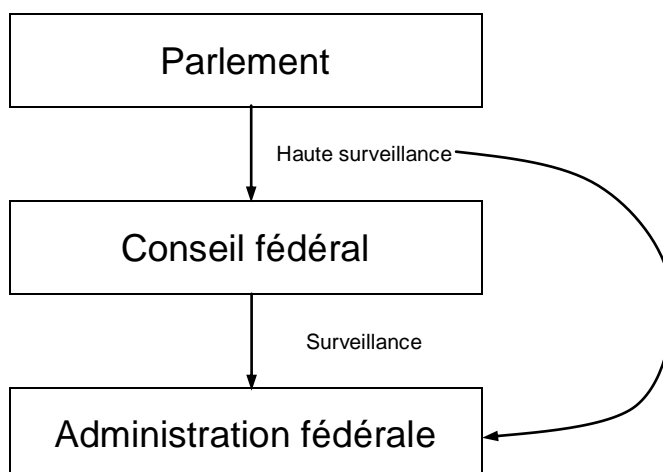 Parlement
Haute surveillance
Conseil fédéral
Surveillance
Administration fédérale